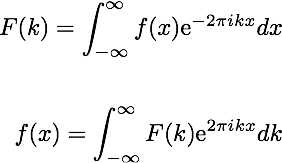 F(k) = ∫_{-∞}^{∞} f(x)e^{-2πikx}dx
f(x) = ∫_{-∞}^{∞} F(k)e^{2πikx}dk